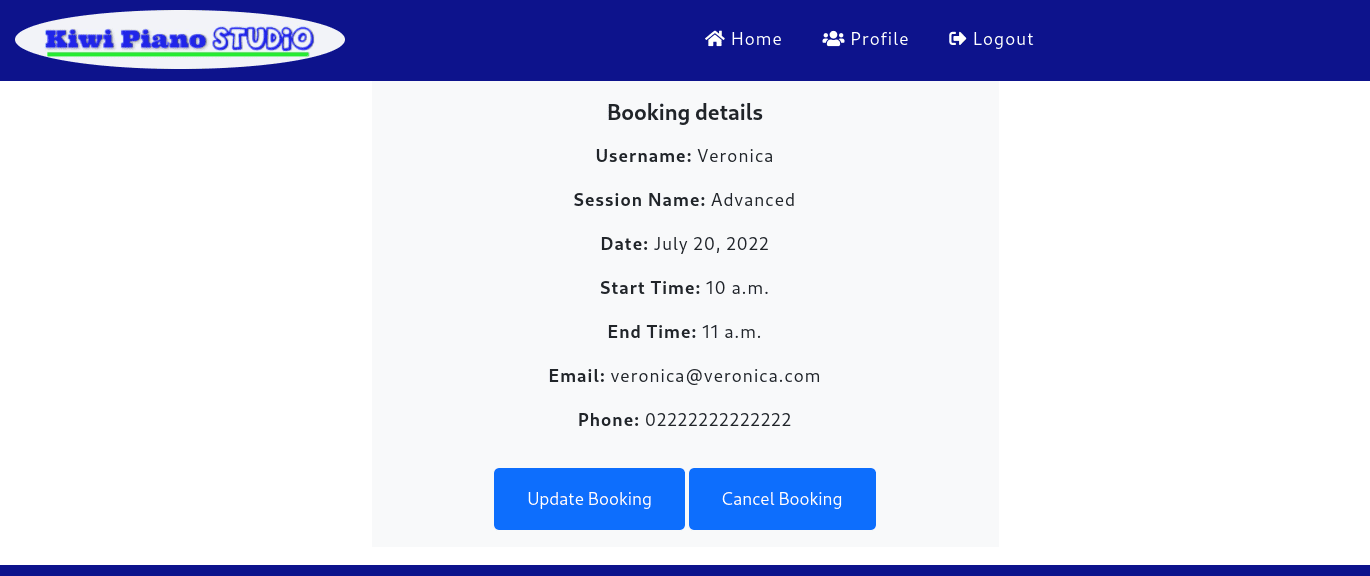 Kiwi Piano STUDiO
Home Profile Logout
Booking details
Username: Veronica
Session Name: Advanced
Date: July 20, 2022
Start Time: 10 a.m.
End Time: 11 a.m.
Email: veronica@veronica.com
Phone: 02222222222222
Update Booking Cancel Booking